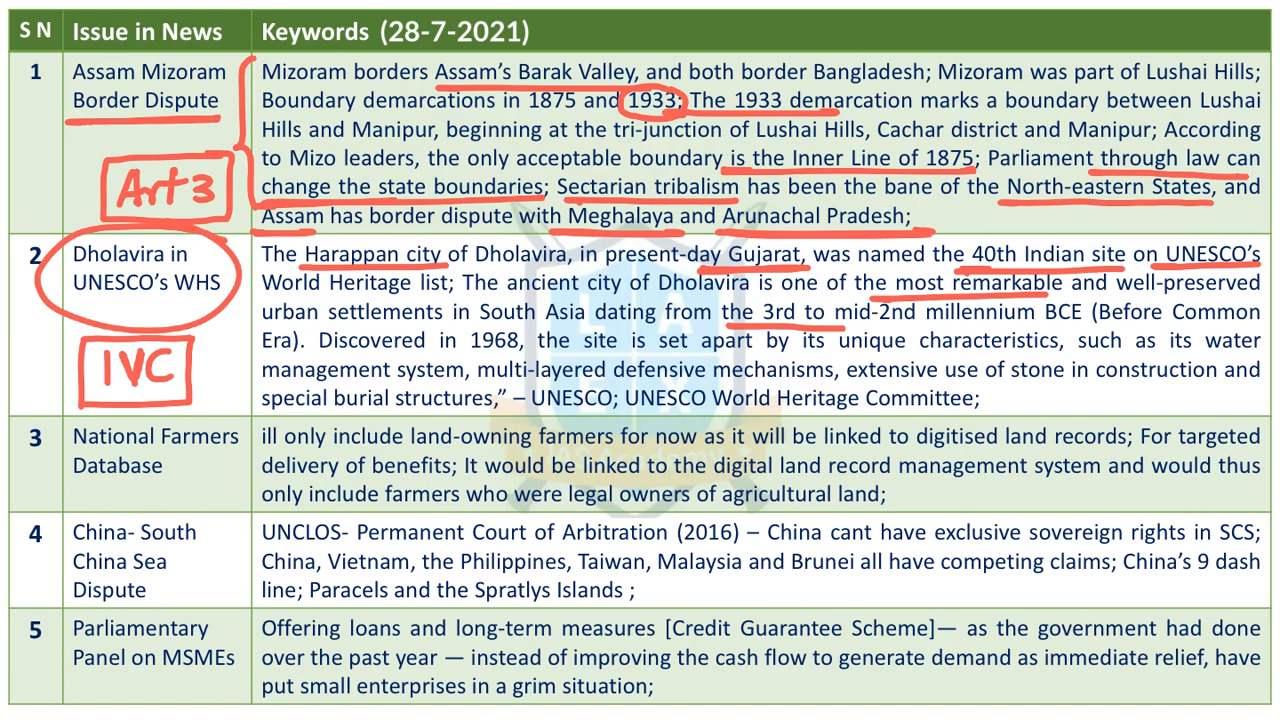 S N Issue in News Keywords (28-7-2021)
1 Assam Mizoram Border Dispute
Art 3
Mizoram borders Assam's Barak Valley, and both border Bangladesh; Mizoram was part of Lushai Hills;
Boundary demarcations in 1875 and 1933; The 1933 demarcation marks a boundary between Lushai
Hills and Manipur, beginning at the tri-junction of Lushai Hills, Cachar district and Manipur; According
to Mizo leaders, the only acceptable boundary is the Inner Line of 1875; Parliament through law can
change the state boundaries; Sectarian tribalism has been the bane of the North-eastern States, and
Assam has border dispute with Meghalaya and Arunachal Pradesh;
2 Dholavira in
UNESCO's WHS
IVC
The Harappan city of Dholavira, in present-day Gujarat, was named the 40th Indian site on UNESCO's
World Heritage list; The ancient city of Dholavira is one of the most remarkable and well-preserved
urban settlements in South Asia dating from the 3rd to mid-2nd millennium BCE (Before Common
Era). Discovered in 1968, the site is set apart by its unique characteristics, such as its water
management system, multi-layered defensive mechanisms, extensive use of stone in construction and
special burial structures,” – UNESCO; UNESCO World Heritage Committee;
3 National Farmers
Database
ill only include land-owning farmers for now as it will be linked to digitised land records; For targeted
delivery of benefits; It would be linked to the digital land record management system and would thus
only include farmers who were legal owners of agricultural land;
4 China- South
China Sea
Dispute
UNCLOS- Permanent Court of Arbitration (2016) – China cant have exclusive sovereign rights in SCS;
China, Vietnam, the Philippines, Taiwan, Malaysia and Brunei all have competing claims; China's 9 dash
line; Paracels and the Spratlys Islands ;
5 Parliamentary
Panel on MSMEs
Offering loans and long-term measures [Credit Guarantee Scheme]— as the government had done
over the past year — instead of improving the cash flow to generate demand as immediate relief, have
put small enterprises in a grim situation;
L A
E X